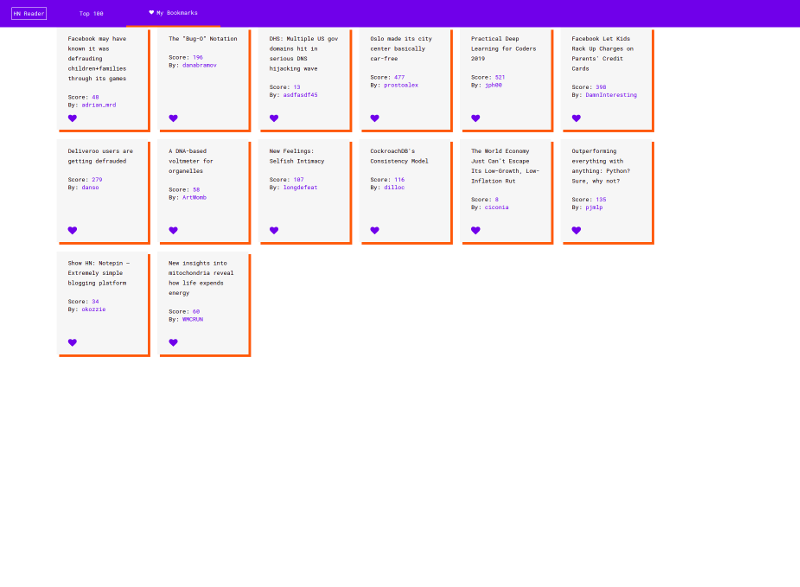 HN Reader
Top 100
My Bookmarks
Facebook may have
known it was
defrauding
children+families
through its games
Score: 40
By: adrian_mrd
The "Bug-O" Notation
Score: 196
By: danabramov
DHS: Multiple US gov
domains hit in
serious DNS
hijacking wave
Score: 13
By: asdfasdf45
Oslo made its city
center basically
car-free
Score: 477
By: prostoalex
Practical Deep
Learning for Coders
2019
Score: 521
By: jph00
Facebook Let Kids
Rack Up Charges on
Parents' Credit
Cards
Score: 398
By: DamnInteresting
Deliveroo users are
getting defrauded
Score: 279
By: danso
A DNA-based
voltmeter for
organelles
Score: 58
By: ArtWomb
New Feelings:
Selfish Intimacy
Score: 107
By: longdefeat
CockroachDB's
Consistency Model
Score: 116
By: dilloc
The World Economy
Just Can't Escape
Its Low-Growth, Low-
Inflation Rut
Score: 8
By: ciconia
Outperforming
everything with
anything: Python?
Sure, why not?
Score: 135
By: pjmlp
Show HN: Notepin –
Extremely simple
blogging platform
Score: 34
By: okozzie
New insights into
mitochondria reveal
how life expends
energy
Score: 60
By: WMCRUN